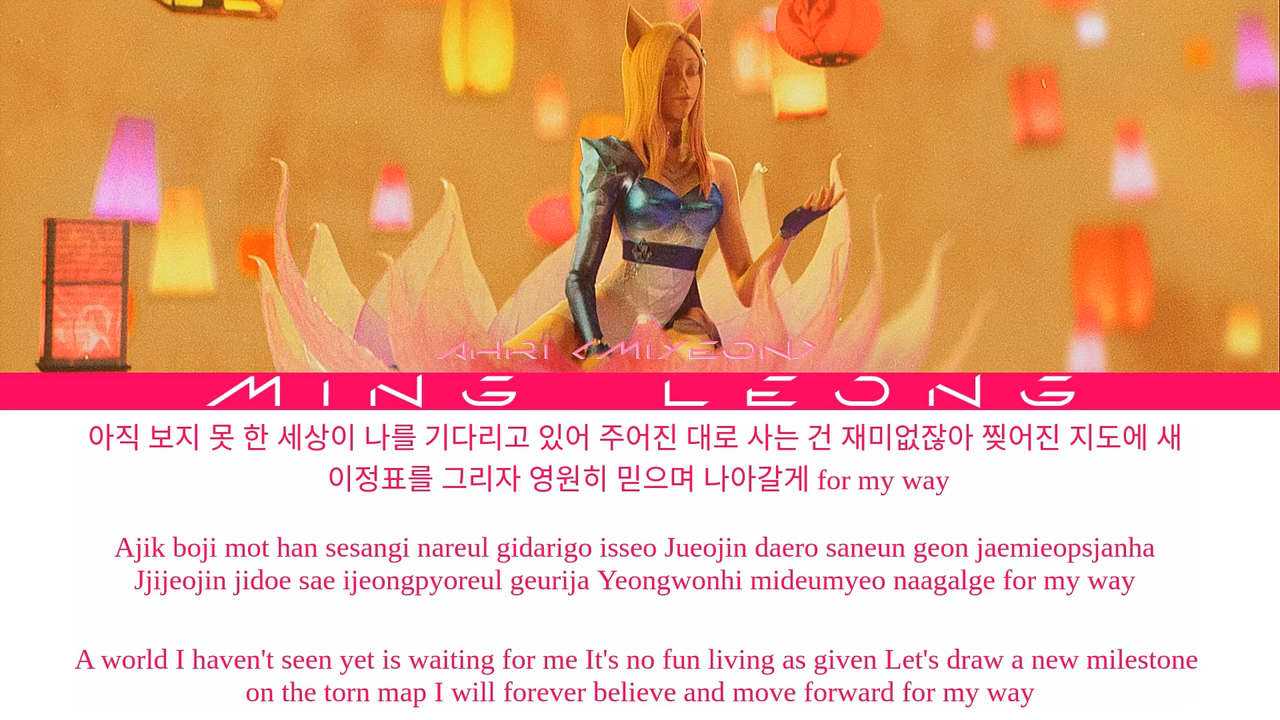 AHRI <MIYEON>
MING LEONG
아직 보지 못 한 세상이 나를 기다리고 있어 주어진 대로 사는 건 재미없잖아 찢어진 지도에 새
이정표를 그리자 영원히 믿으며 나아갈게 for my way
Ajik boji mot han sesangi nareul gidarigo isseo Jueojin daero saneun geon jaemieopsjanha
Jjijeojin jidoe sae ijeongpyoreul geurija Yeongwonhi mideumyeo naagalge for my way
A world I haven't seen yet is waiting for me It's no fun living as given Let's draw a new milestone
on the torn map I will forever believe and move forward for my way